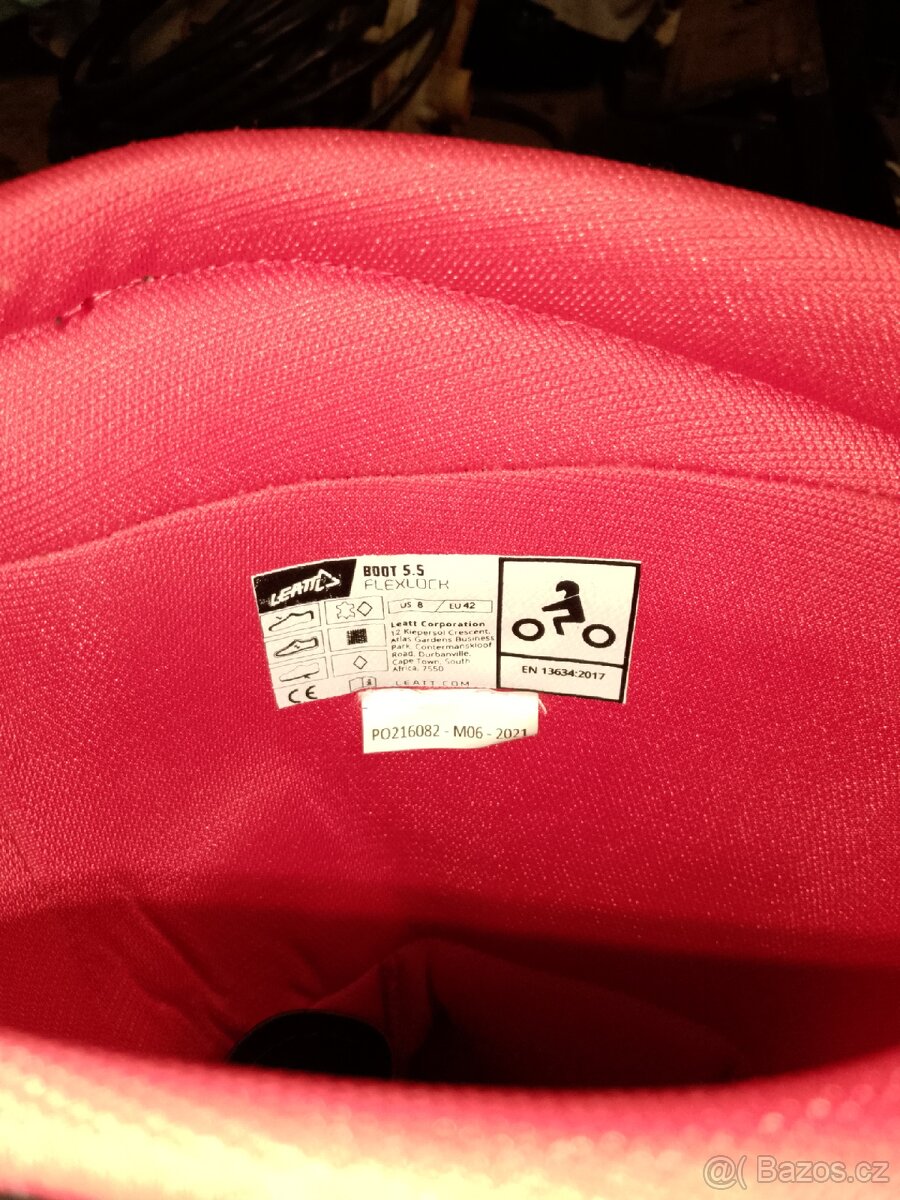 LEATT
BOOT 5.5
FLEXLOCK
US 8 / EU 42
Leatt Corporation
12 Kiepersol Crescent,
Atlas Gardens Business
Park, Contermanskloof
Road, Durbanville,
Cape Town, South
Africa, 7550
CE
LEATT.COM
EN 13634:2017
PO216082 - M06 - 2021
@( Bazos.cz